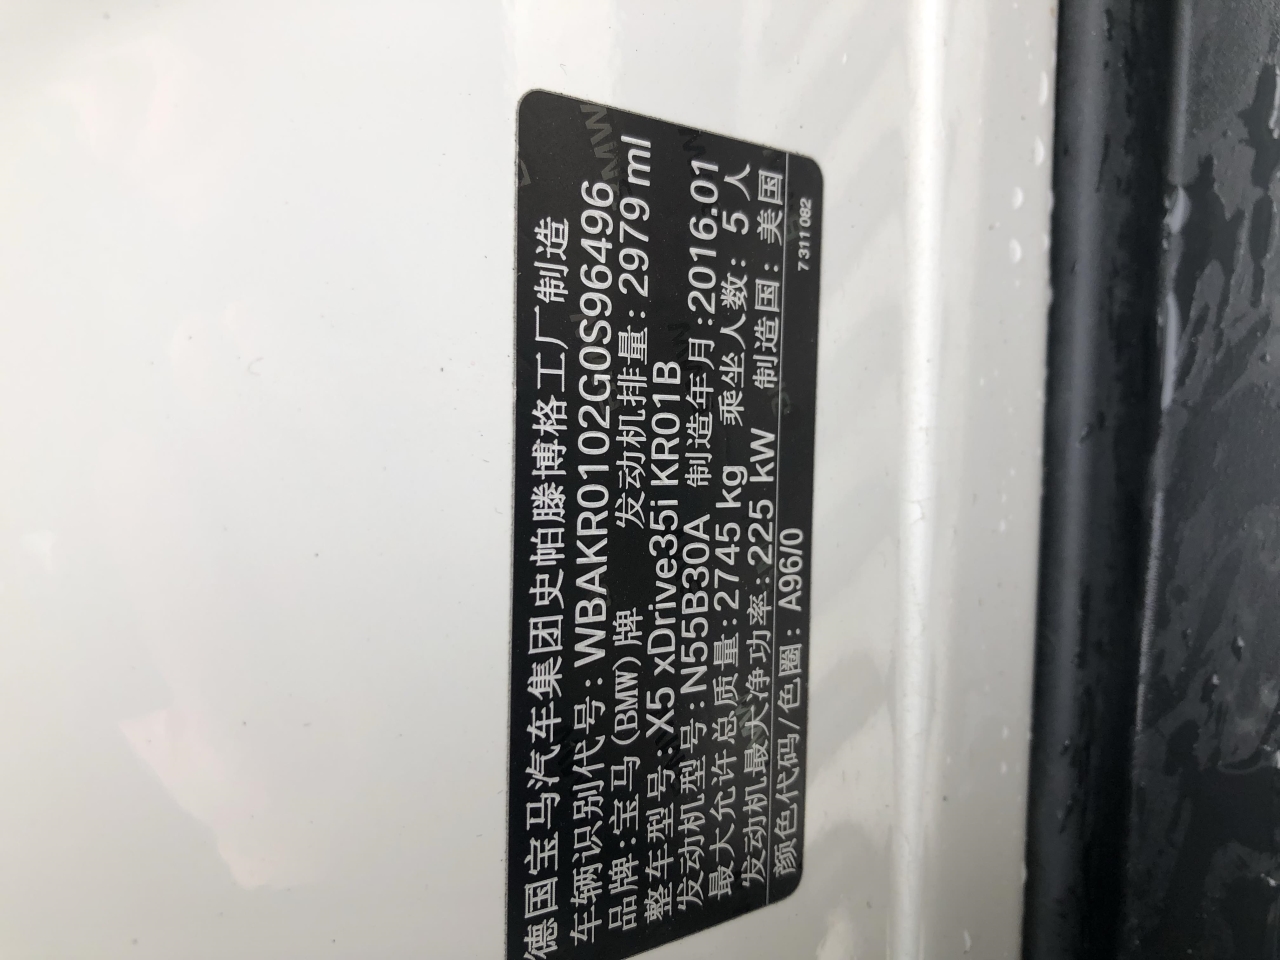 德国宝马汽车集团史帕滕博格工厂制造
车辆识别代号:WBAKR0102G0S96496
品牌:宝马(BMW)牌 发动机排量:2979 ml
整车型号:X5 xDrive35i KR01B
发动机型号:N55B30A 制造年月:2016.01
最大允许总质量:2745 kg 乘坐人数: 5 人
发动机最大净功率:225 kW 制造国: 美国
颜色代码/色圈: A96/0 7 311 082